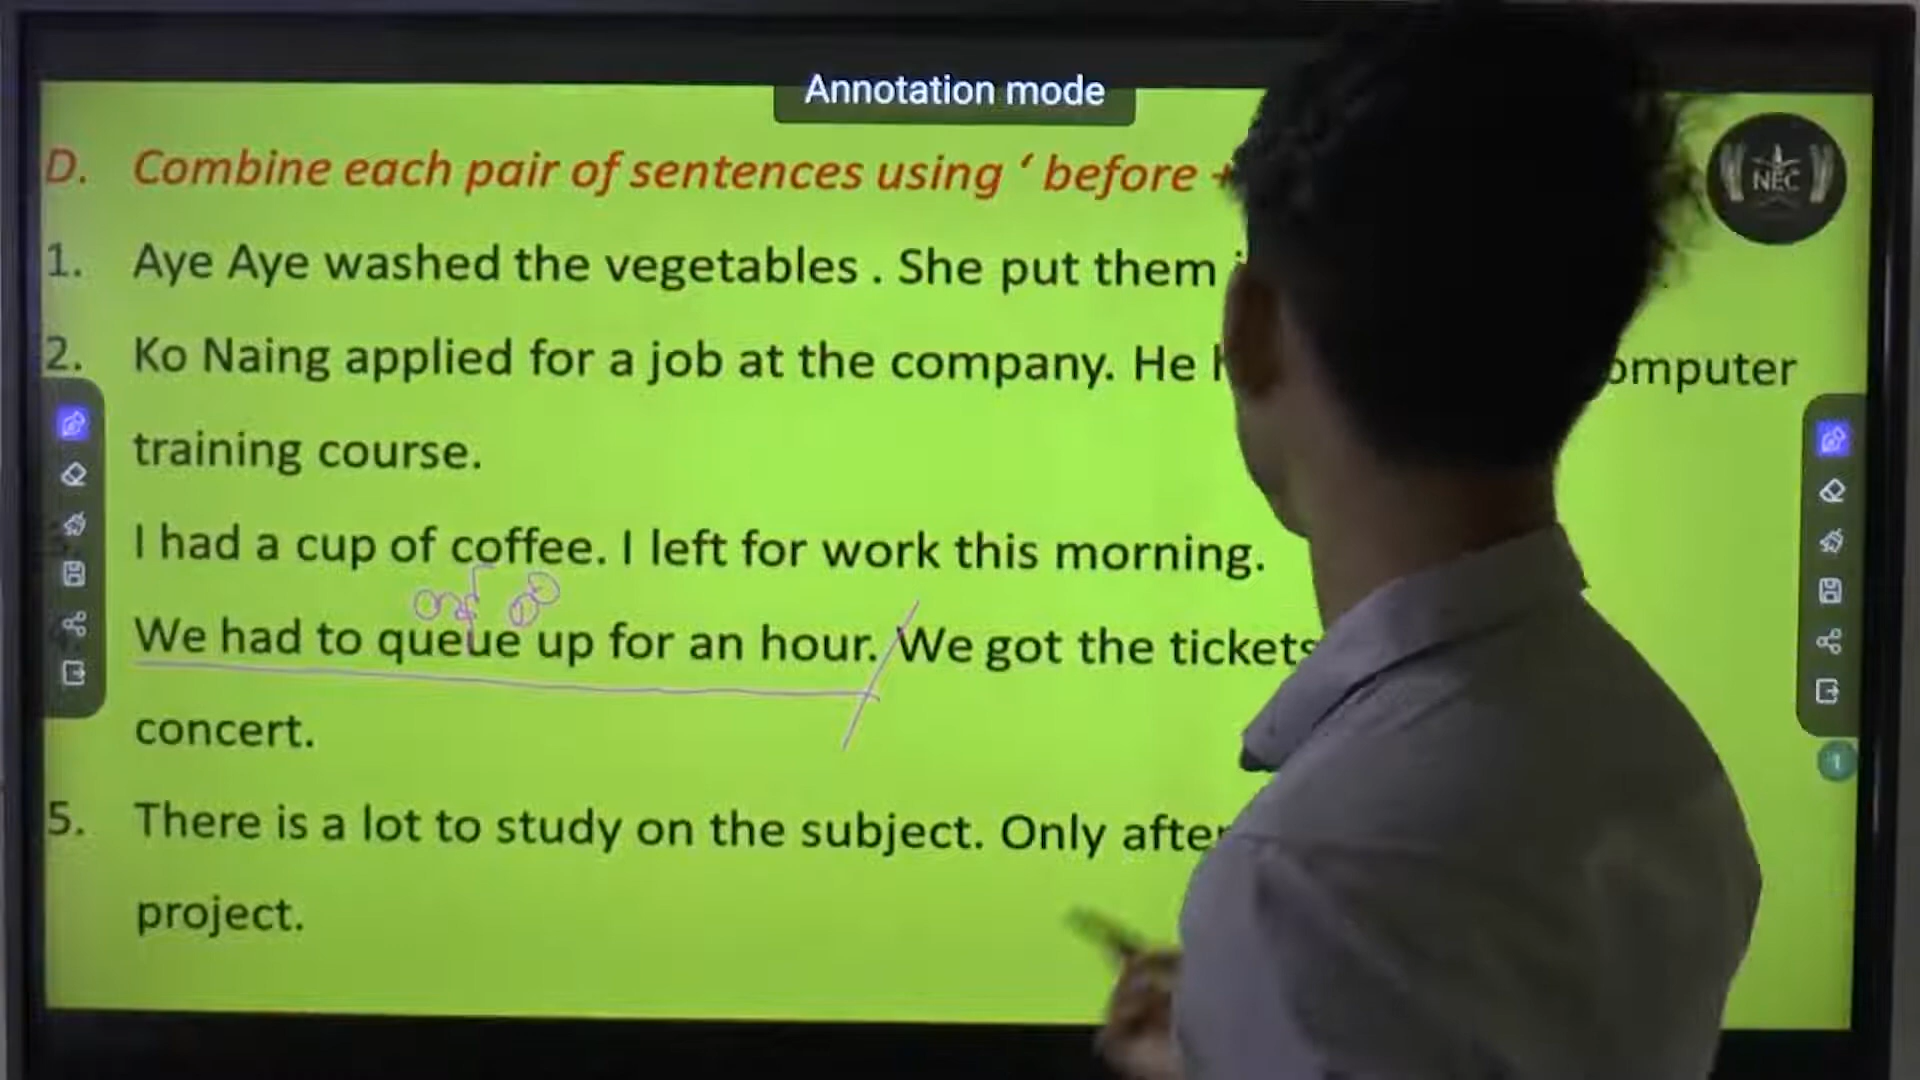 Annotation mode
D. Combine each pair of sentences using ‘ before +
NEC
1. Aye Aye washed the vegetables . She put them
2. Ko Naing applied for a job at the company. He computer
training course.
I had a cup of coffee. I left for work this morning.
We had to queue up for an hour. We got the tickets
concert.
5. There is a lot to study on the subject. Only after
project.